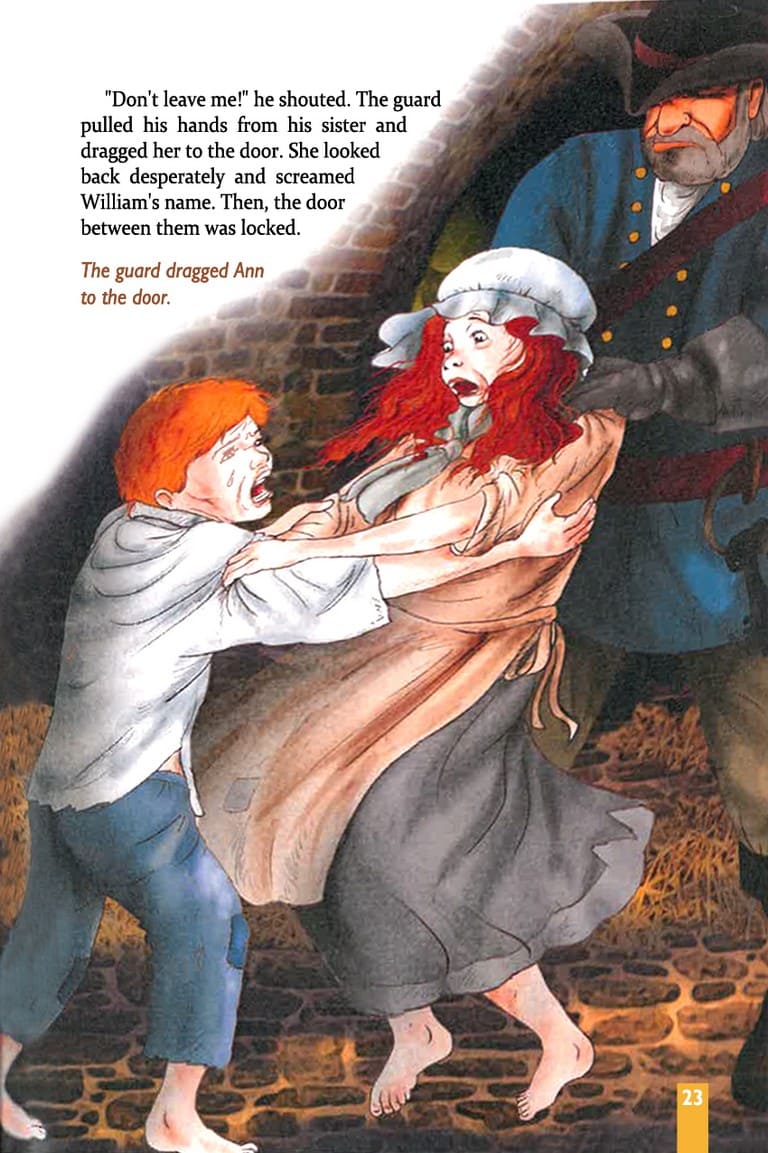 "Don't leave me!" he shouted. The guard
pulled his hands from his sister and
dragged her to the door. She looked
back desperately and screamed
William's name. Then, the door
between them was locked.
The guard dragged Ann
to the door.
23